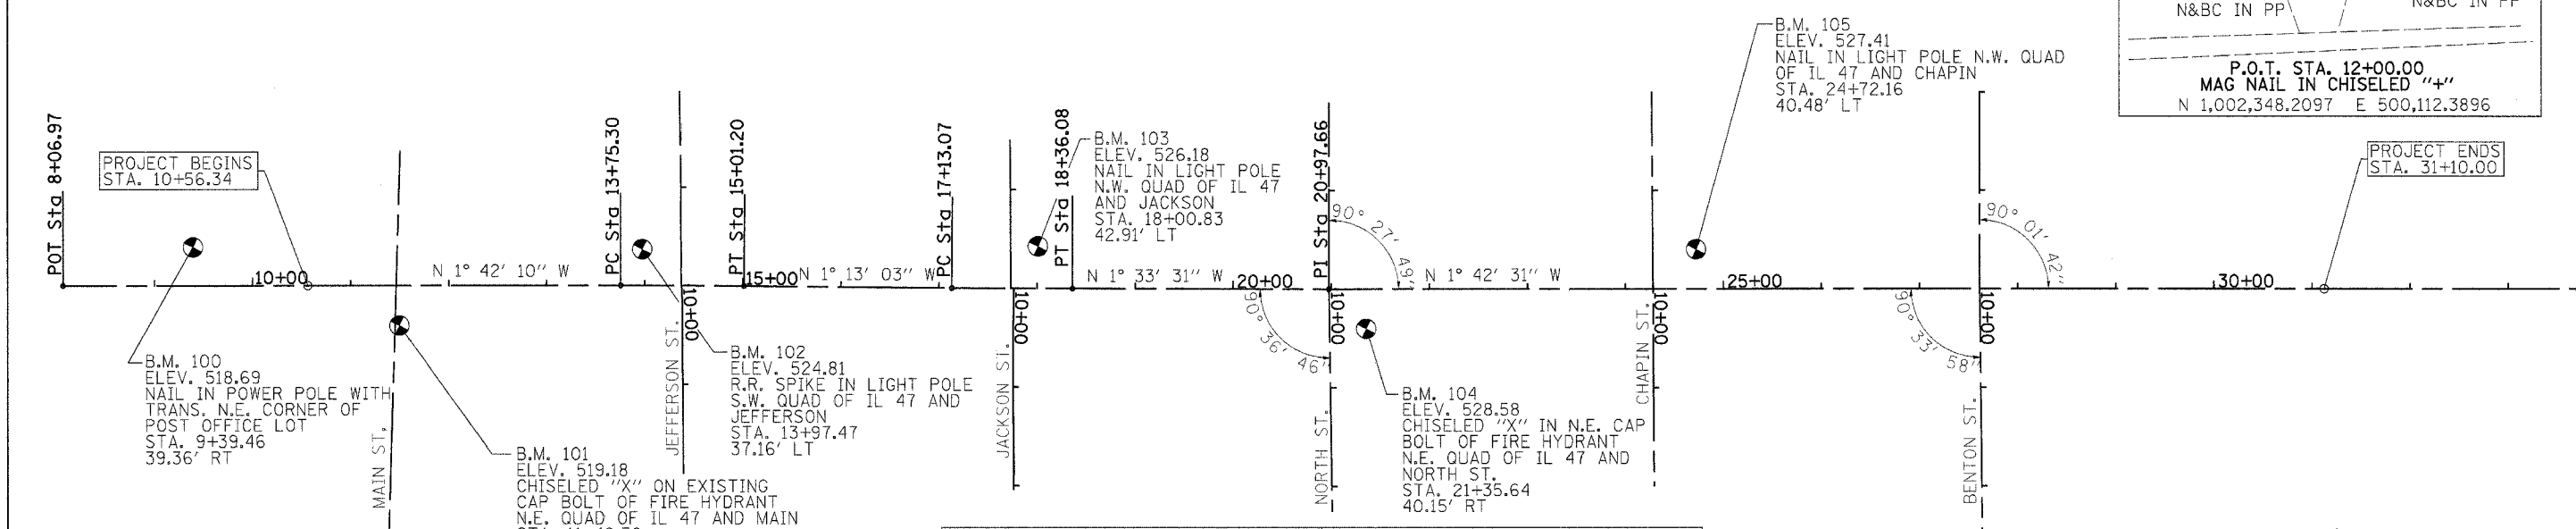 POT Sta 8+06.97
PROJECT BEGINS
STA. 10+56.34
10+00
B.M. 100
ELEV. 518.69
NAIL IN POWER POLE WITH
TRANS. N.E. CORNER OF
POST OFFICE LOT
STA. 9+39.46
39.36' RT
MAIN ST.
N 1° 42' 10" W
B.M. 101
ELEV. 519.18
CHISELED "X" ON EXISTING
CAP BOLT OF FIRE HYDRANT
N.E. QUAD OF IL 47 AND MAIN
PC Sta 13+75.30
JEFFERSON ST.
10+00
B.M. 102
ELEV. 524.81
R.R. SPIKE IN LIGHT POLE
S.W. QUAD OF IL 47 AND
JEFFERSON
STA. 13+97.47
37.16' LT
PT Sta 15+01.20
15+00
N 1° 13' 03" W
PC Sta 17+13.07
JACKSON ST.
10+00
PT Sta 18+36.08
B.M. 103
ELEV. 526.18
NAIL IN LIGHT POLE
N.W. QUAD OF IL 47
AND JACKSON
STA. 18+00.83
42.91' LT
N 1° 33' 31" W
20+00
PI Sta 20+97.66
90° 27' 49"
90° 36' 46"
10+00
NORTH ST.
N 1° 42' 31" W
B.M. 104
ELEV. 528.58
CHISELED "X" IN N.E. CAP
BOLT OF FIRE HYDRANT
N.E. QUAD OF IL 47 AND
NORTH ST.
STA. 21+35.64
40.15' RT
CHAPIN ST.
10+00
B.M. 105
ELEV. 527.41
NAIL IN LIGHT POLE N.W. QUAD
OF IL 47 AND CHAPIN
STA. 24+72.16
40.48' LT
25+00
90° 01' 42"
90° 33' 58"
10+00
BENTON ST.
30+00
PROJECT ENDS
STA. 31+10.00
N&BC IN PP
N&BC IN PP
P.O.T. STA. 12+00.00
MAG NAIL IN CHISELED "+"
N 1,002,348.2097 E 500,112.3896